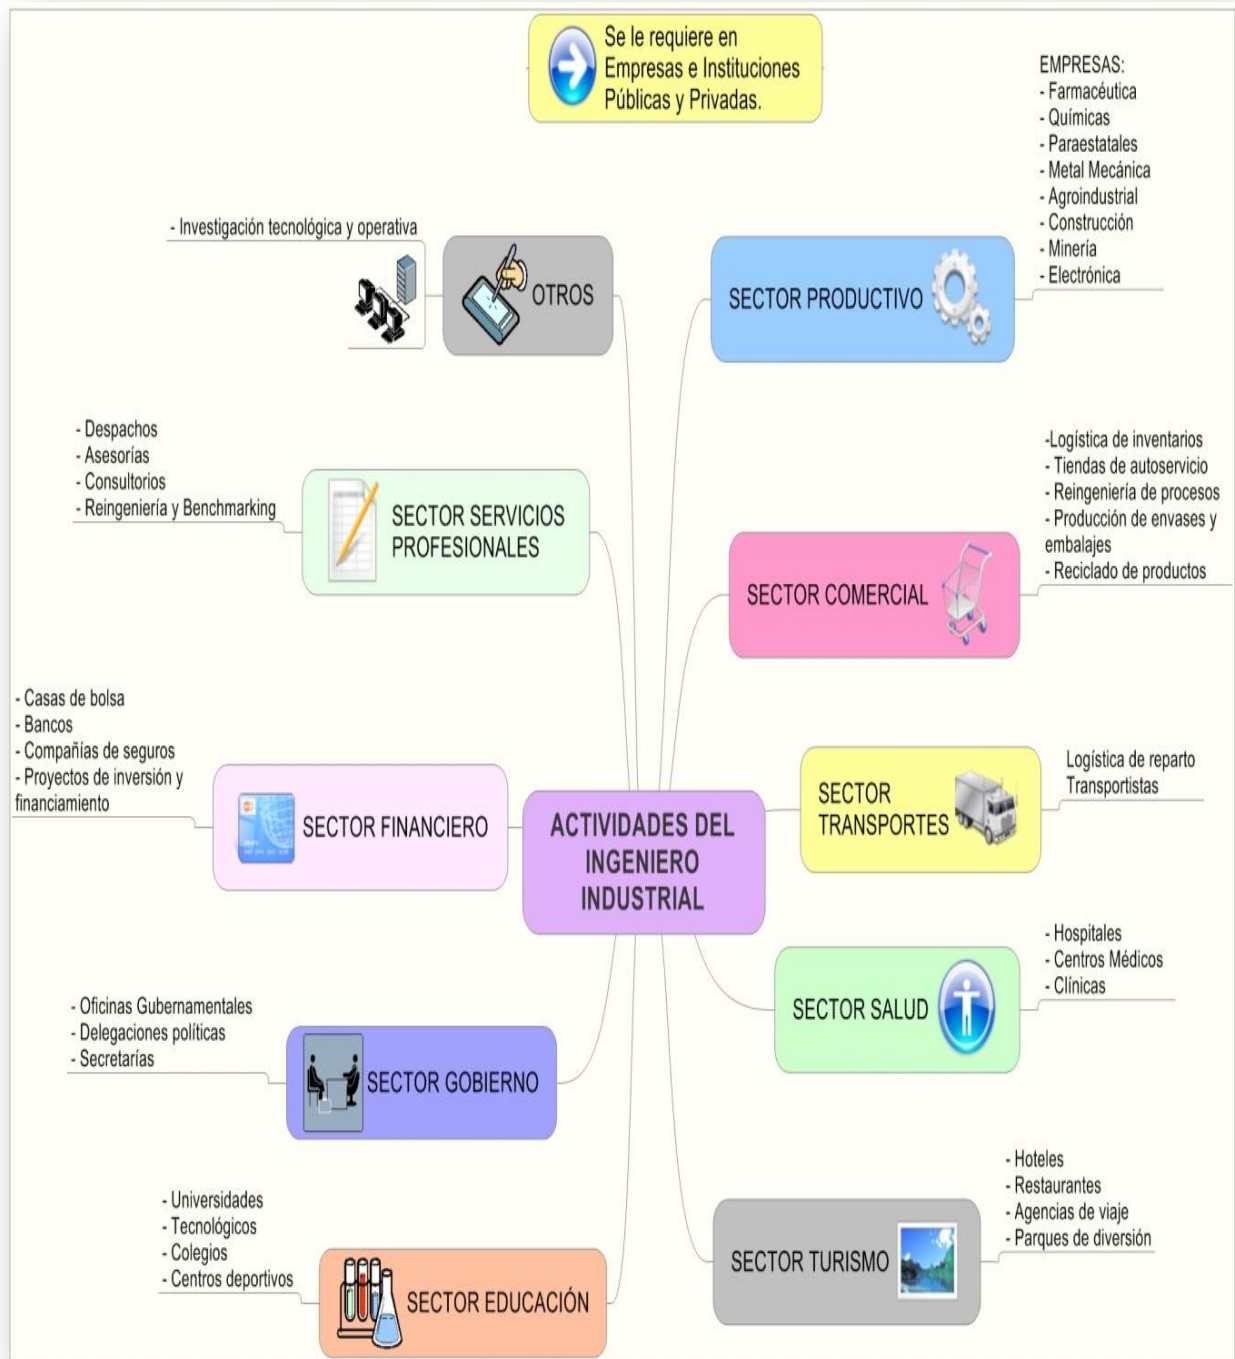 Se le requiere en
Empresas e Instituciones
Públicas y Privadas.
EMPRESAS:
- Farmacéutica
- Químicas
- Paraestatales
- Metal Mecánica
- Agroindustrial
- Construcción
- Minería
- Electrónica
SECTOR PRODUCTIVO
- Investigación tecnológica y operativa
OTROS
- Despachos
- Asesorías
- Consultorios
- Reingeniería y Benchmarking
SECTOR SERVICIOS
PROFESIONALES
-Logística de inventarios
- Tiendas de autoservicio
- Reingeniería de procesos
- Producción de envases y
embalajes
- Reciclado de productos
SECTOR COMERCIAL
- Casas de bolsa
- Bancos
- Compañías de seguros
- Proyectos de inversión y
financiamiento
SECTOR FINANCIERO
ACTIVIDADES DEL
INGENIERO
INDUSTRIAL
SECTOR
TRANSPORTES
Logística de reparto
Transportistas
SECTOR SALUD
- Hospitales
- Centros Médicos
- Clínicas
- Oficinas Gubernamentales
- Delegaciones políticas
- Secretarías
SECTOR GOBIERNO
- Universidades
- Tecnológicos
- Colegios
- Centros deportivos
SECTOR EDUCACIÓN
SECTOR TURISMO
- Hoteles
- Restaurantes
- Agencias de viaje
- Parques de diversión